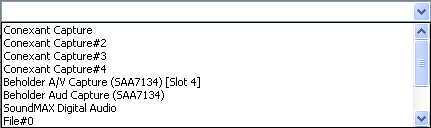 Conexant Capture
Conexant Capture#2
Conexant Capture#3
Conexant Capture#4
Beholder A/V Capture (SAA7134) [Slot 4]
Beholder Aud Capture (SAA7134)
SoundMAX Digital Audio
File#0